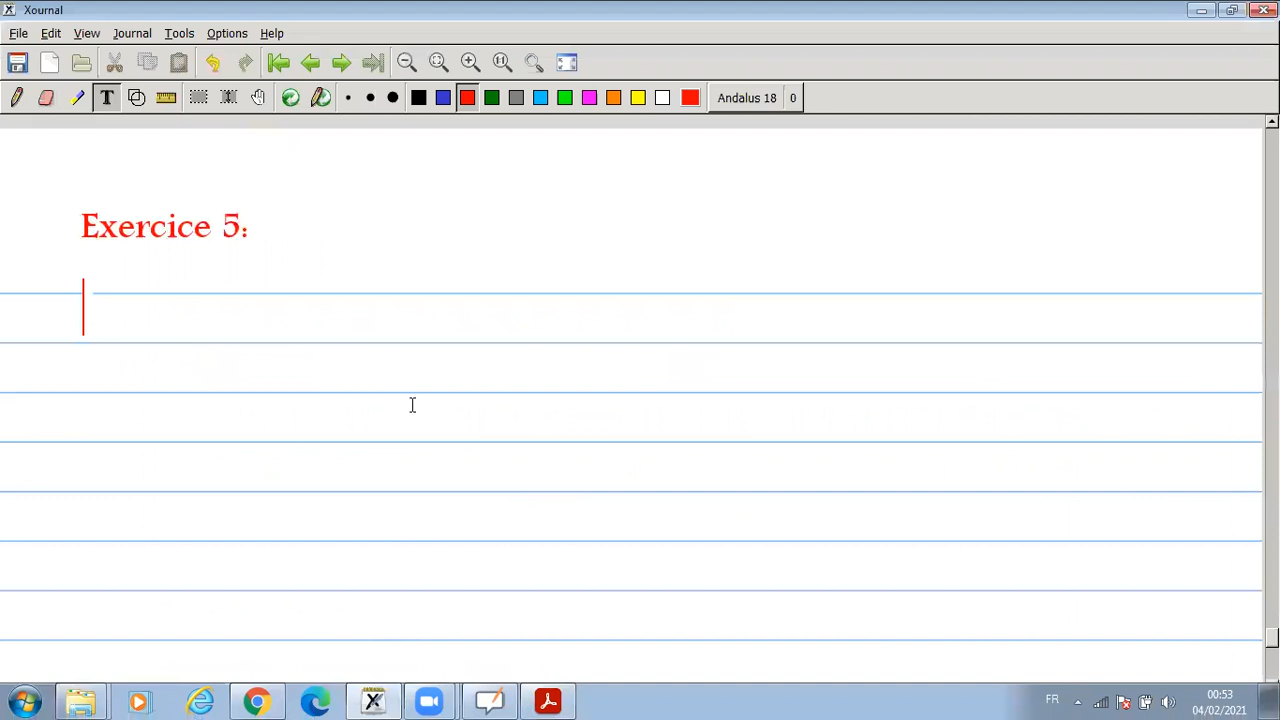 Xournal
File Edit View Journal Tools Options Help
T Andalus 18 0
Exercice 5:
FR 00:53
04/02/2021